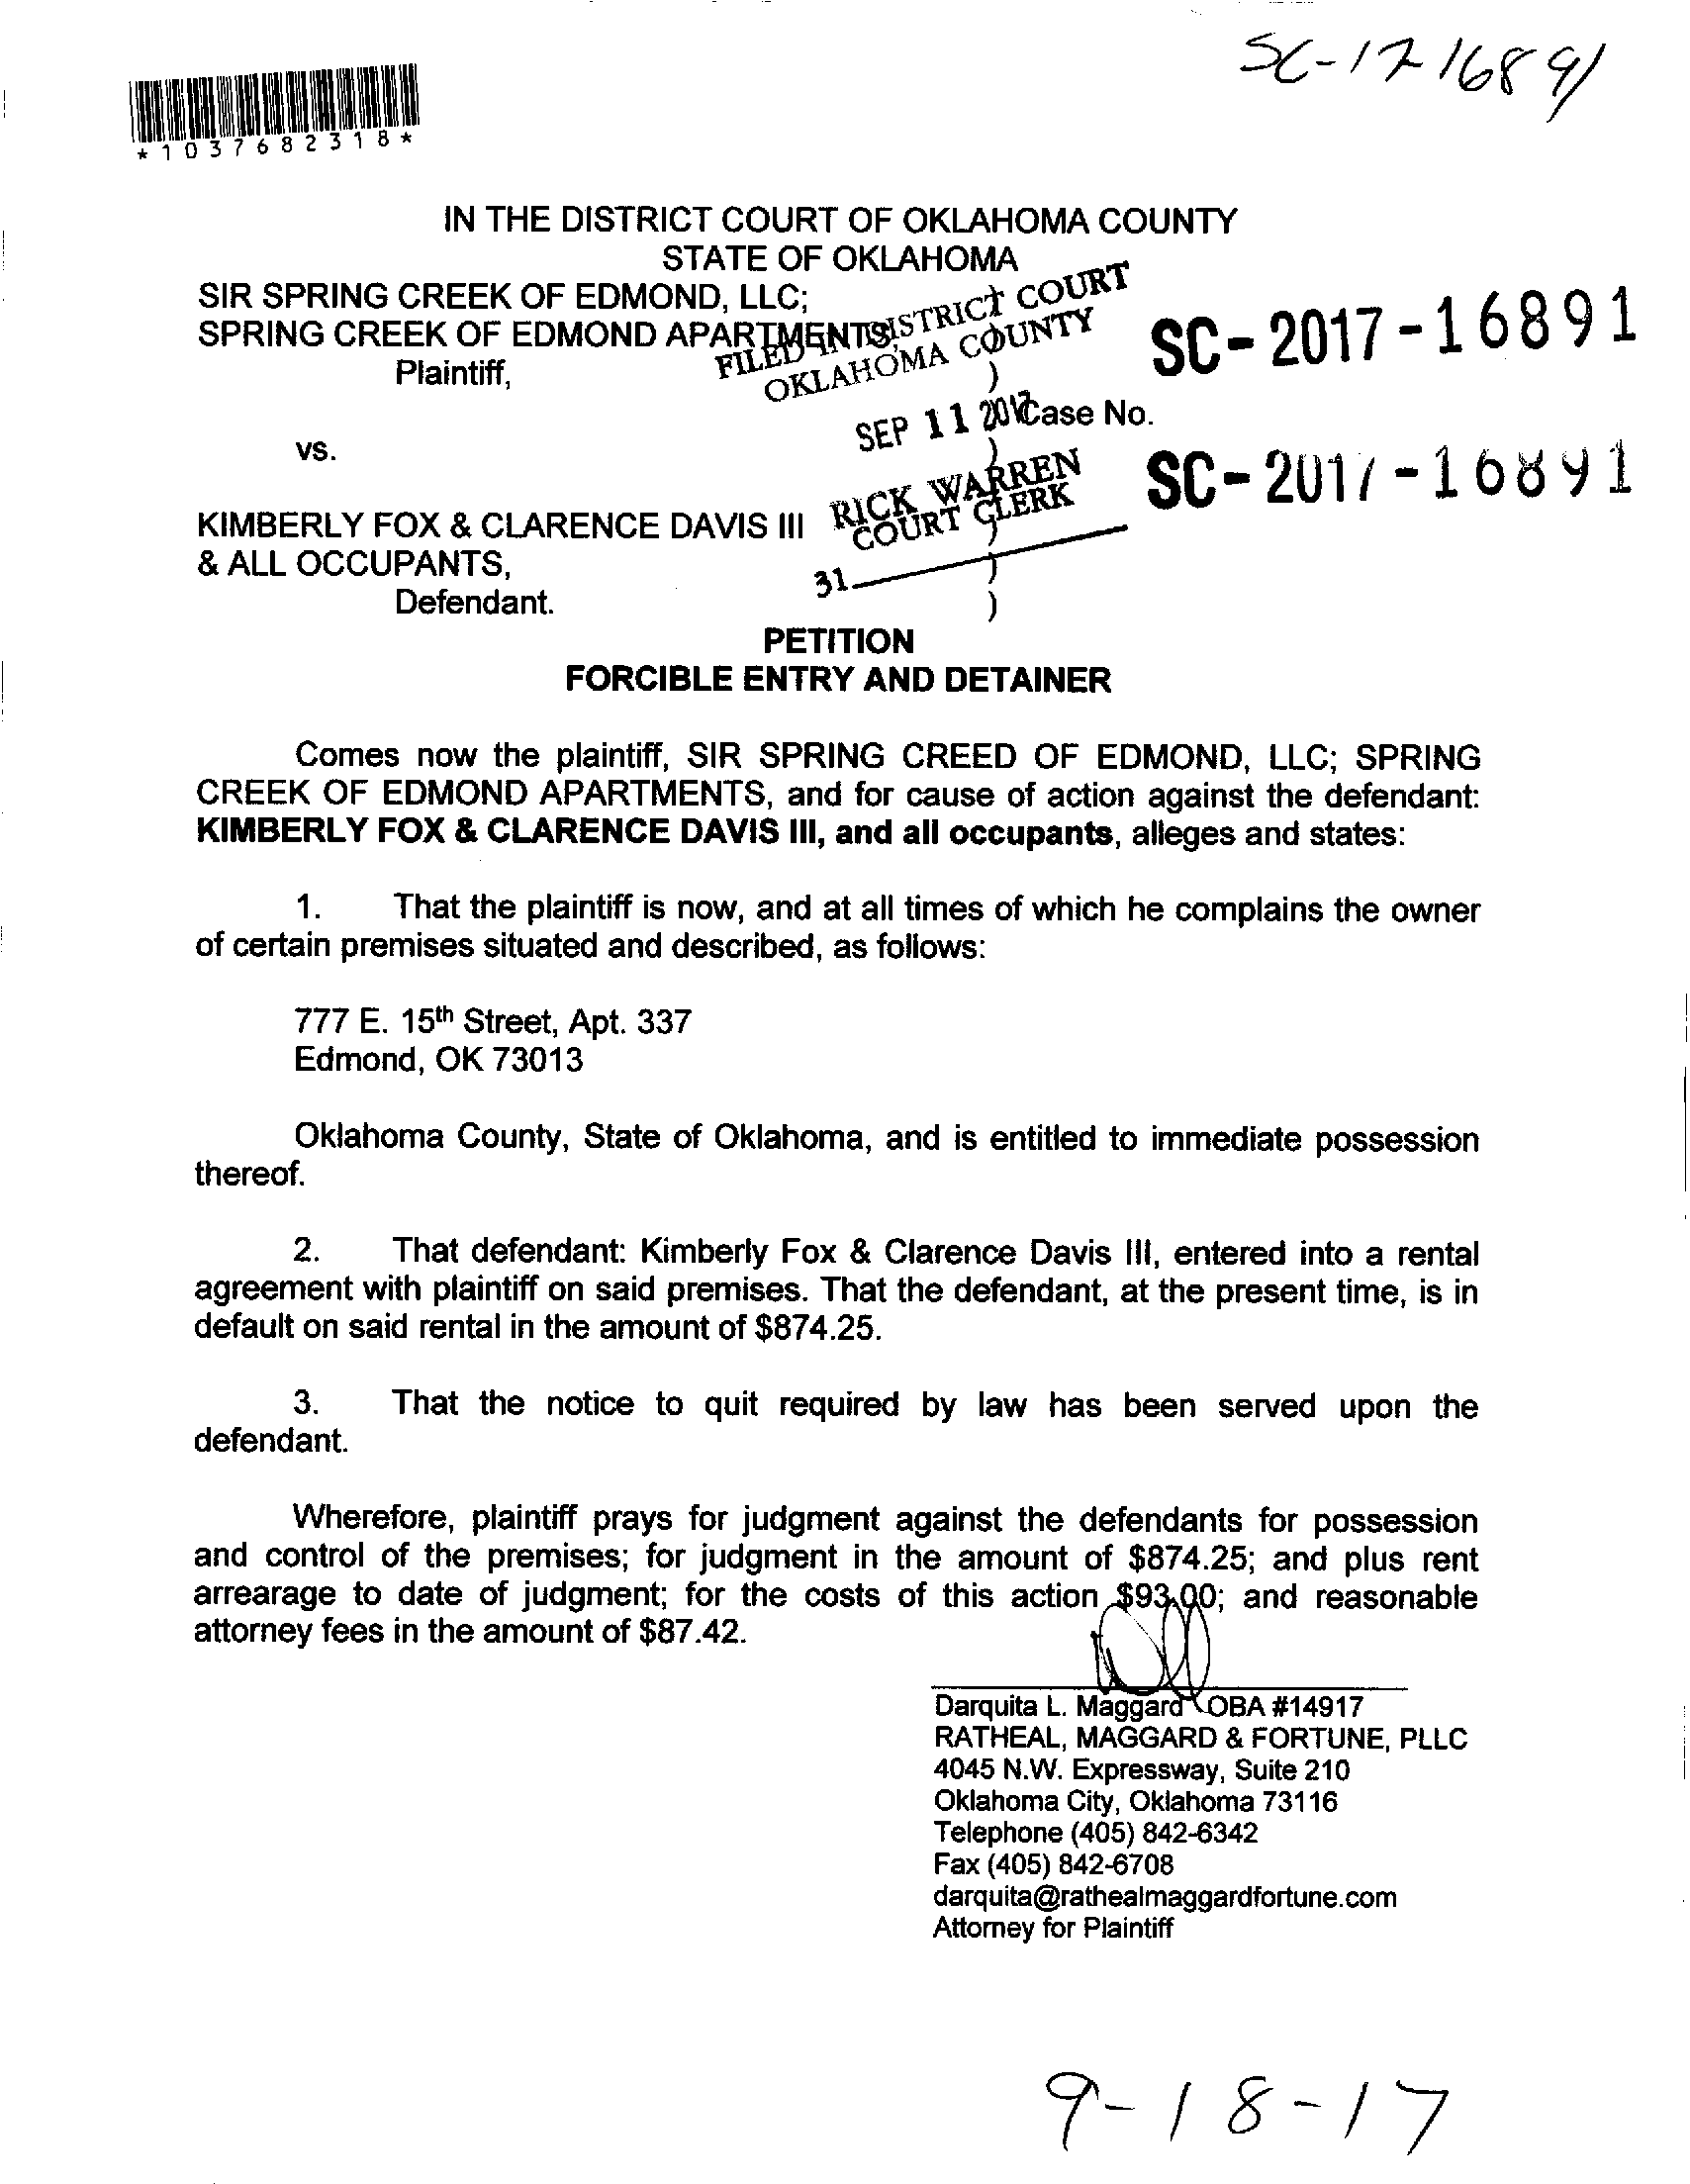 SC-17 16891
*1037682318*
IN THE DISTRICT COURT OF OKLAHOMA COUNTY
STATE OF OKLAHOMA
SIR SPRING CREEK OF EDMOND, LLC;
SPRING CREEK OF EDMOND APARTMENTS,
Plaintiff,
FILED IN DISTRICT COURT
OKLAHOMA COUNTY
)
SC-2017-16891
SEP 11 2017
Case No.
)
vs.
RICK WARREN
COURT CLERK
)
SC-2017-16891
KIMBERLY FOX & CLARENCE DAVIS III
& ALL OCCUPANTS,
)
31
Defendant.
)
PETITION
FORCIBLE ENTRY AND DETAINER
Comes now the plaintiff, SIR SPRING CREED OF EDMOND, LLC; SPRING
CREEK OF EDMOND APARTMENTS, and for cause of action against the defendant:
KIMBERLY FOX & CLARENCE DAVIS III, and all occupants, alleges and states:
1. That the plaintiff is now, and at all times of which he complains the owner
of certain premises situated and described, as follows:
777 E. 15th Street, Apt. 337
Edmond, OK 73013
Oklahoma County, State of Oklahoma, and is entitled to immediate possession
thereof.
2. That defendant: Kimberly Fox & Clarence Davis III, entered into a rental
agreement with plaintiff on said premises. That the defendant, at the present time, is in
default on said rental in the amount of $874.25.
3. That the notice to quit required by law has been served upon the
defendant.
Wherefore, plaintiff prays for judgment against the defendants for possession
and control of the premises; for judgment in the amount of $874.25; and plus rent
arrearage to date of judgment; for the costs of this action $93.00; and reasonable
attorney fees in the amount of $87.42.
Darquita L. Maggard OBA #14917
RATHEAL, MAGGARD & FORTUNE, PLLC
4045 N.W. Expressway, Suite 210
Oklahoma City, Oklahoma 73116
Telephone (405) 842-6342
Fax (405) 842-6708
darquita@rathealmaggardfortune.com
Attorney for Plaintiff
9-18-17